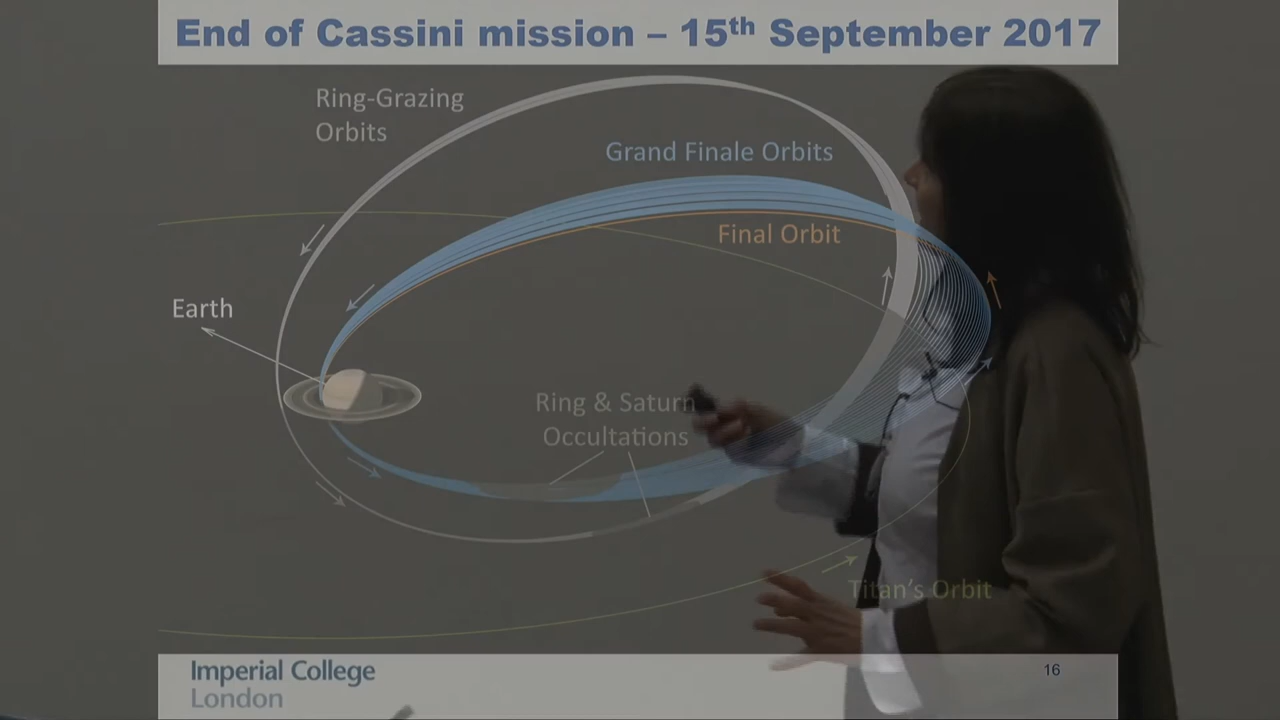 End of Cassini mission – 15th September 2017
Ring-Grazing
Orbits
Grand Finale Orbits
Final Orbit
Earth
Ring & Saturn
Occultations
Titan's Orbit
Imperial College
London
16